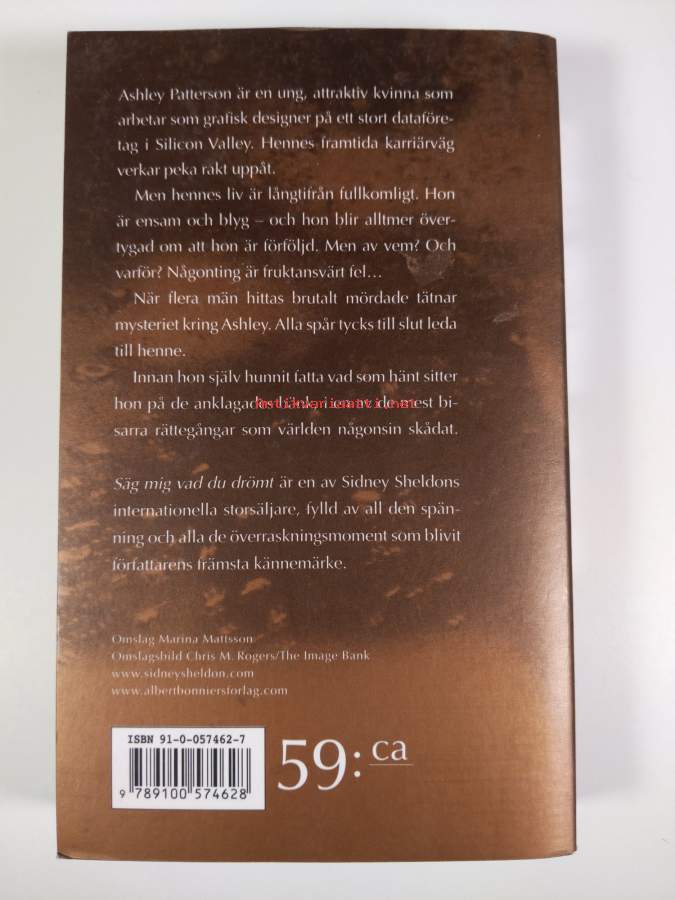 Ashley Patterson är en ung, attraktiv kvinna som
arbetar som grafisk designer på ett stort dataföre-
tag i Silicon Valley. Hennes framtida karriärväg
verkar peka rakt uppåt.
Men hennes liv är långtifrån fullkomligt. Hon
är ensam och blyg – och hon blir alltmer över-
tygad om att hon är förföljd. Men av vem? Och
varför? Någonting är fruktansvärt fel…
När flera män hittas brutalt mördade tätnar
mysteriet kring Ashley. Alla spår tycks till slut leda
till henne.
Innan hon själv hunnit fatta vad som hänt sitter
hon på de anklagades bänk i en av de mest bi-
sarra rättegångar som världen någonsin skådat.
Säg mig vad du drömt är en av Sidney Sheldons
internationella storsäljare, fylld av all den spän-
ning och alla de överraskningsmoment som blivit
författarens främsta kännemärke.
Omslag Marina Mattsson
Omslagsbild Chris M. Rogers/The Image Bank
www.sidneysheldon.com
www.albertbonniersforlag.com
ISBN 91-0-057462-7
9 789100 574628
59: ca